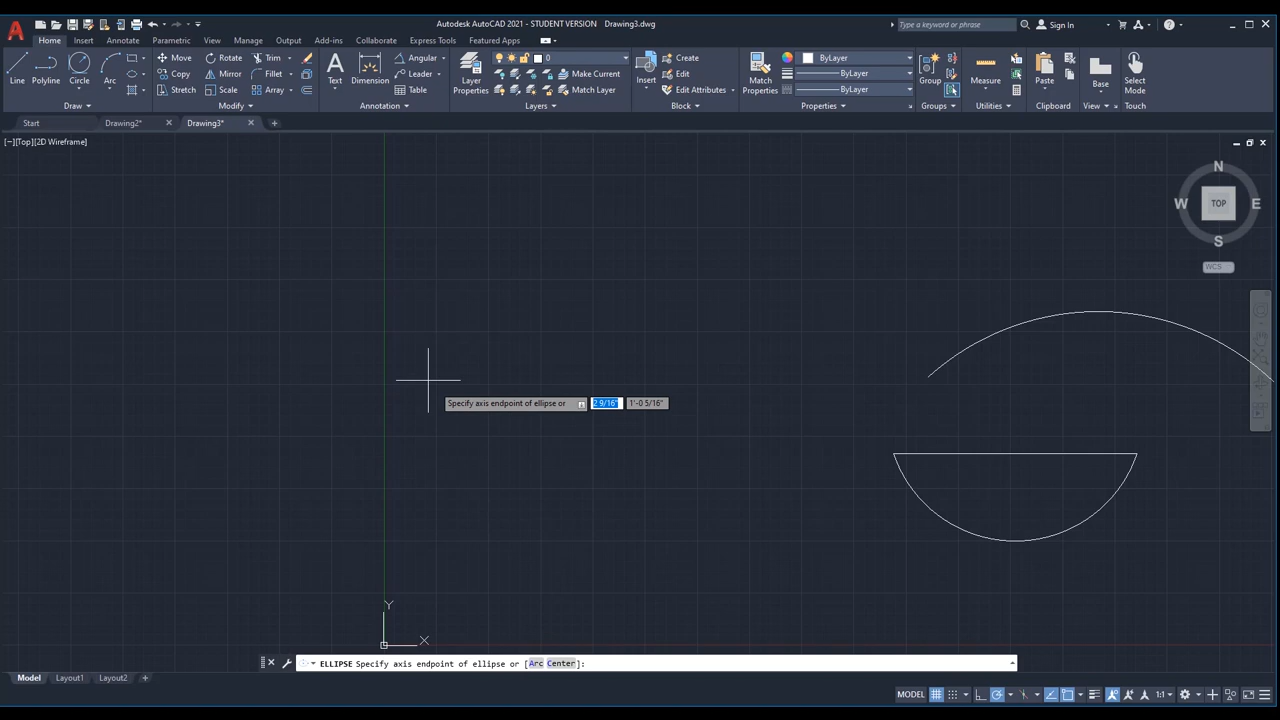 Autodesk AutoCAD 2021 - STUDENT VERSION Drawing3.dwg
Type a keyword or phrase
Sign In
Home Insert Annotate Parametric View Manage Output Add-ins Collaborate Express Tools Featured Apps
Line Polyline Circle Arc
Move Rotate Trim
Copy Mirror Fillet
Stretch Scale Array
Text Dimension
Angular
Leader
Table
Layer Properties
0
Make Current
Match Layer
Insert
Create
Edit
Edit Attributes
Match Properties
ByLayer
ByLayer
ByLayer
Group
Measure
Paste
Base
Select Mode
Draw Modify Annotation Layers Block Properties Groups Utilities Clipboard View Touch
Start Drawing2* Drawing3*
[−][Top][2D Wireframe]
N
W TOP E
S
WCS
Specify axis endpoint of ellipse or 2 9/16" 1'-0 5/16"
Y
X
ELLIPSE Specify axis endpoint of ellipse or [Arc Center]:
Model Layout1 Layout2
MODEL 1:1